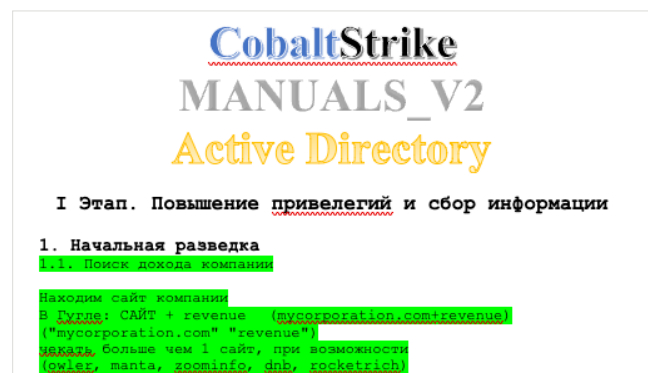 CobaltStrike
MANUALS_V2
Active Directory
I Этап. Повышение привелегий и сбор информации
1. Начальная разведка
1.1. Поиск дохода компании
Находим сайт компании
В Гугле: САЙТ + revenue (mycorporation.com+revenue)
("mycorporation.com" "revenue")
чекать больше чем 1 сайт, при возможности
(owler, manta, zoominfo, dnb, rocketrich)